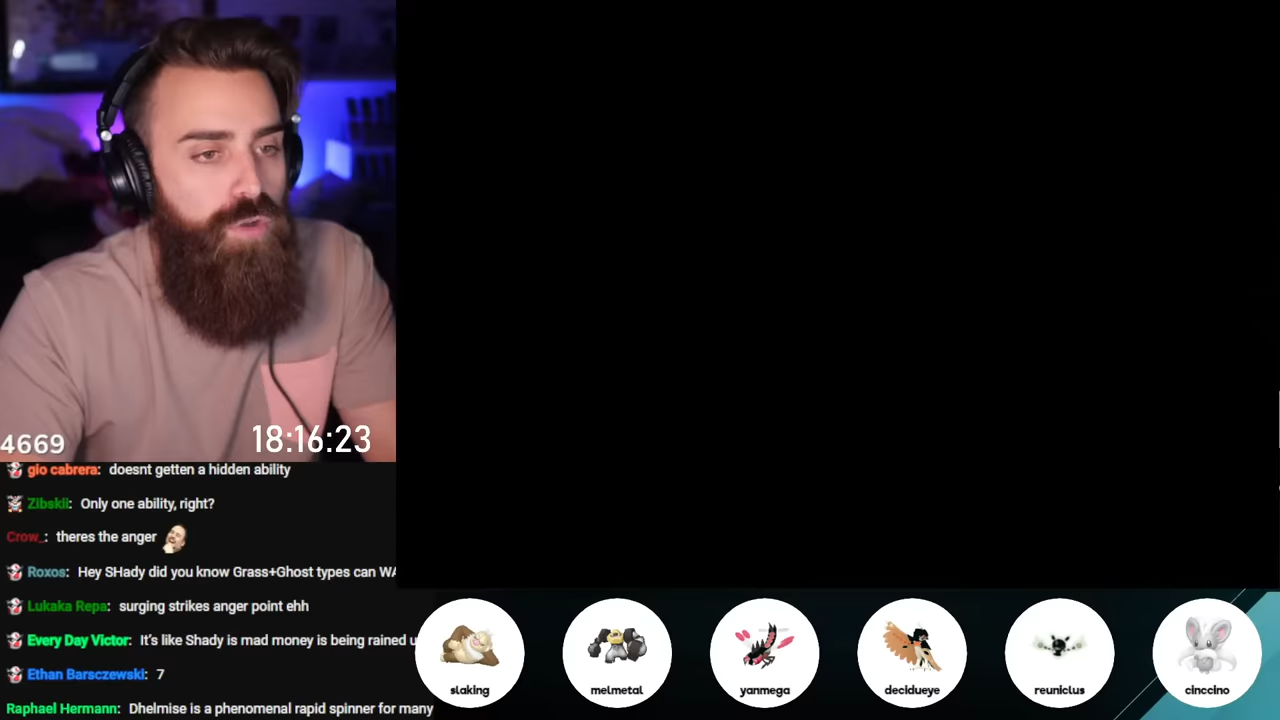 4669
18:16:23
gio cabrera: doesnt getten a hidden ability
Zibskii: Only one ability, right?
Crow_: theres the anger
Roxos: Hey SHady did you know Grass+Ghost types can WA
Lukaka Repa: surging strikes anger point ehh
Every Day Victor: It's like Shady is mad money is being rained u
Ethan Barsczewski: 7
Raphael Hermann: Dhelmise is a phenomenal rapid spinner for many
slaking
melmetal
yanmega
decidueye
reuniclus
cinccino